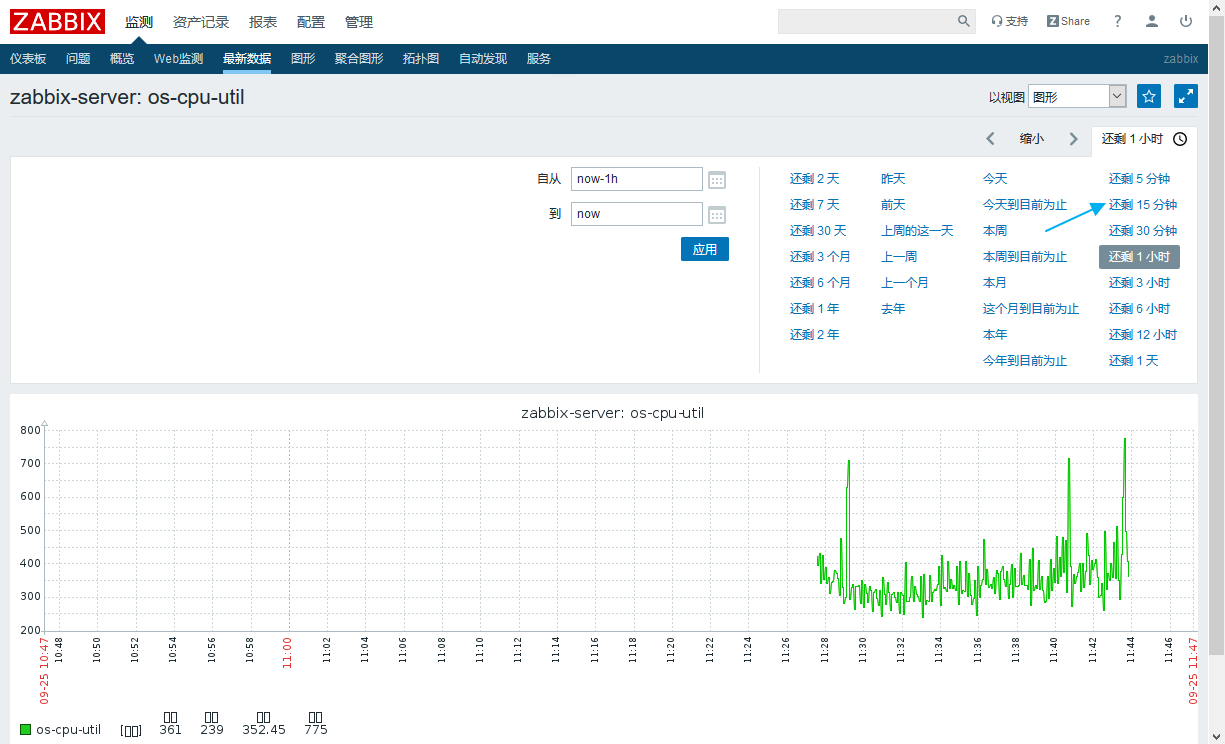 ZABBIX 监测 资产记录 报表 配置 管理 支持 Z Share ?
仪表板 问题 概览 Web监测 最新数据 图形 聚合图形 拓扑图 自动发现 服务 zabbix
zabbix-server: os-cpu-util 以视图 图形
缩小 还剩 1 小时
自从 now-1h
到 now
应用
还剩 2 天 昨天 今天 还剩 5 分钟
还剩 7 天 前天 今天到目前为止 还剩 15 分钟
还剩 30 天 上周的这一天 本周 还剩 30 分钟
还剩 3 个月 上一周 本周到目前为止 还剩 1 小时
还剩 6 个月 上一个月 本月 还剩 3 小时
还剩 1 年 去年 这个月到目前为止 还剩 6 小时
还剩 2 年 本年 还剩 12 小时
今年到目前为止 还剩 1 天
zabbix-server: os-cpu-util
800
700
600
500
400
300
200
09-25 10:47 10:48 10:50 10:52 10:54 10:56 10:58 11:00 11:02 11:04 11:06 11:08 11:10 11:12 11:14 11:16 11:18 11:20 11:22 11:24 11:26 11:28 11:30 11:32 11:34 11:36 11:38 11:40 11:42 11:44 11:46 09-25 11:47
os-cpu-util [▯▯] 361 239 352.45 775